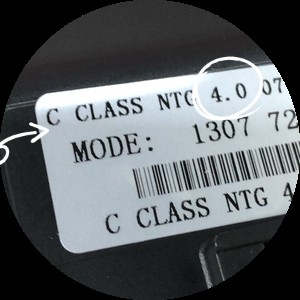 C CLASS NTG 4.0 07
MODE: 1307 72
C CLASS NTG 4